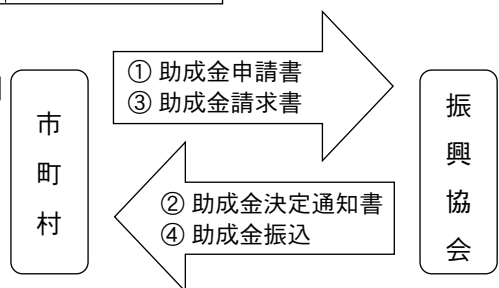 市町村
① 助成金申請書
③ 助成金請求書
② 助成金決定通知書
④ 助成金振込
振興協会